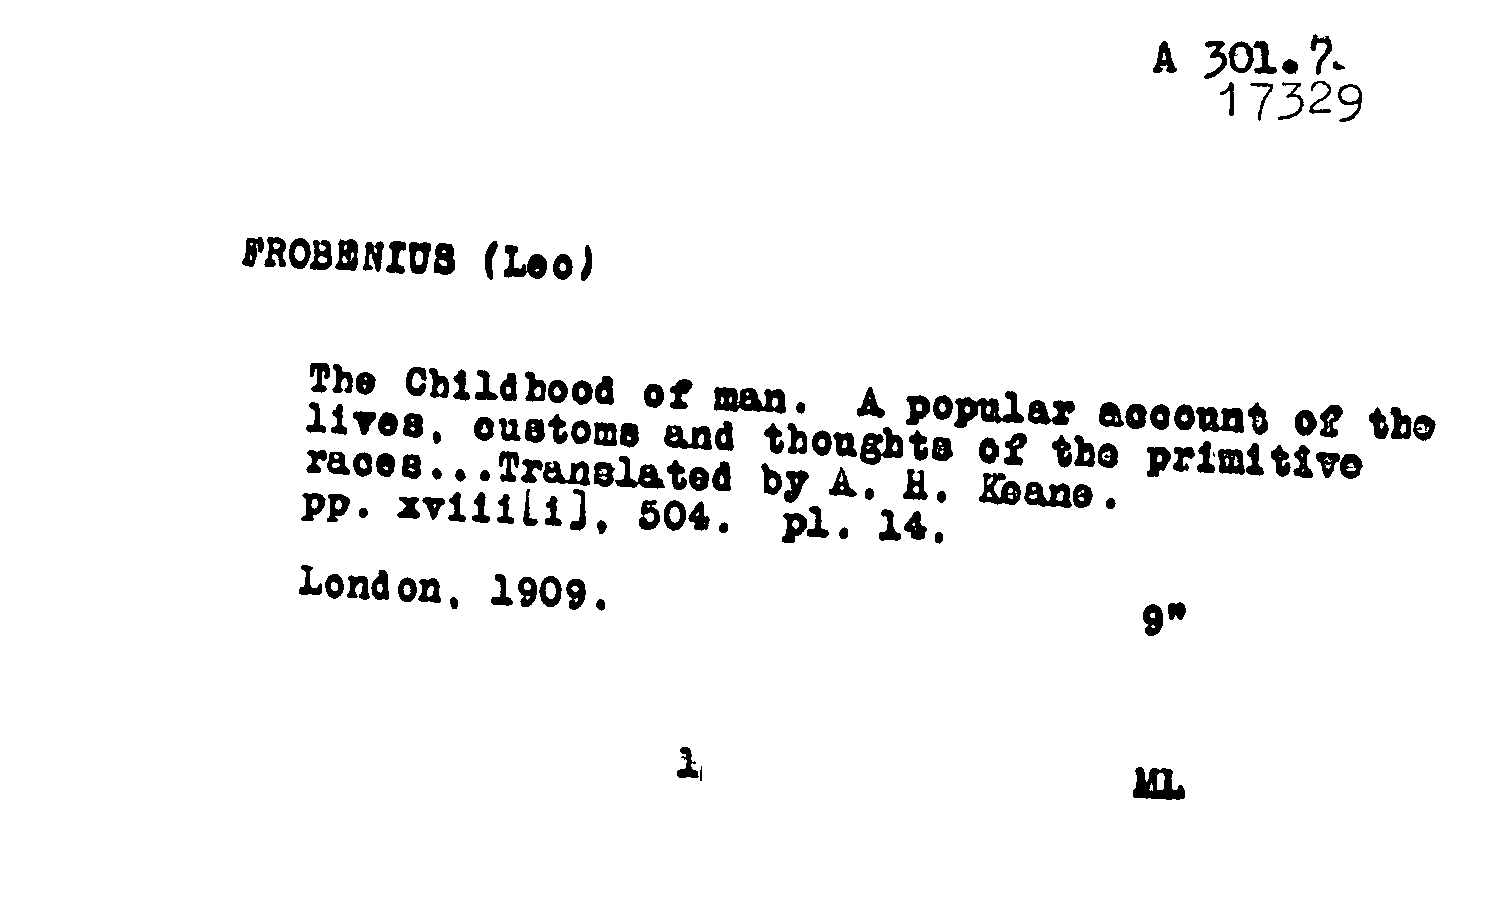 A 301.7.
17329
FROBENIUS (Leo)
The Childhood of man. A popular account of the
lives, customs and thoughts of the primitive
races...Translated by A. H. Keane.
pp. xviii[i], 504. pl. 14.
London, 1909.
9"
1
ML